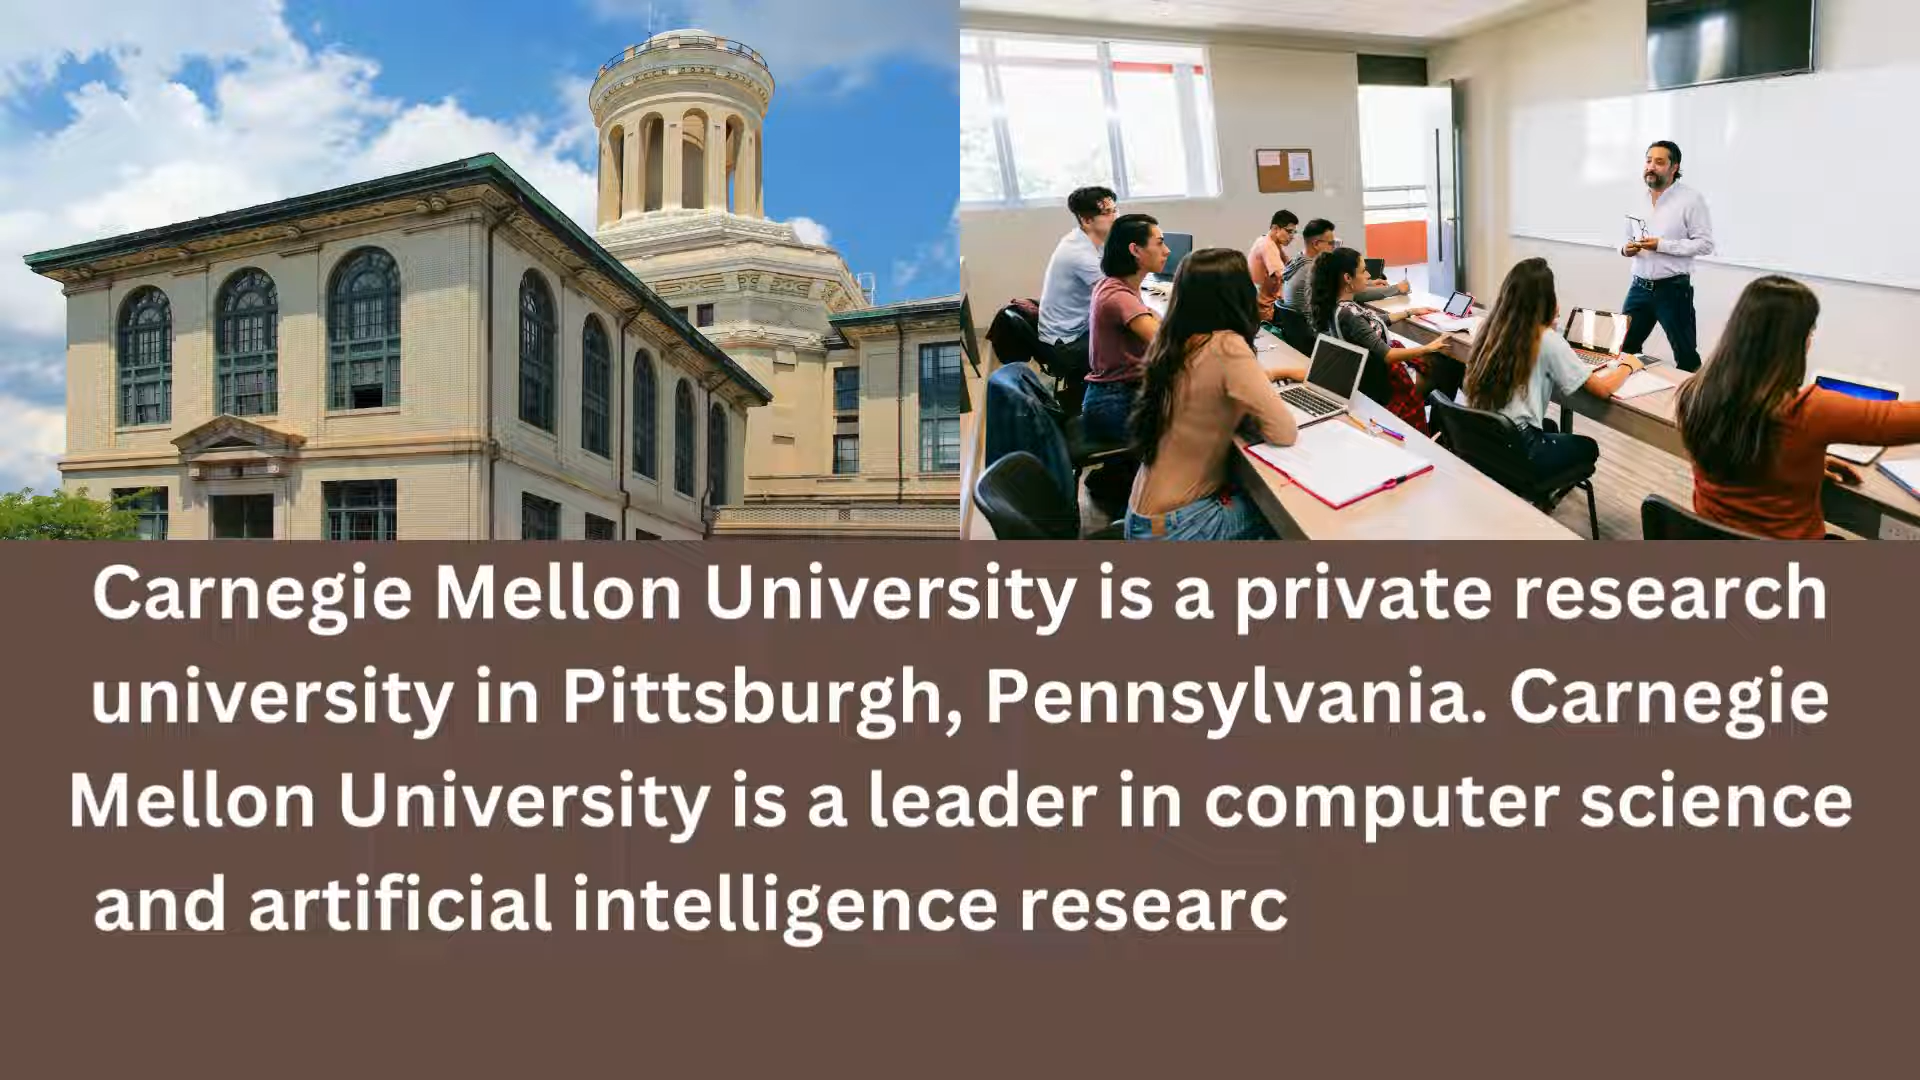 Carnegie Mellon University is a private research
university in Pittsburgh, Pennsylvania. Carnegie
Mellon University is a leader in computer science
and artificial intelligence researc